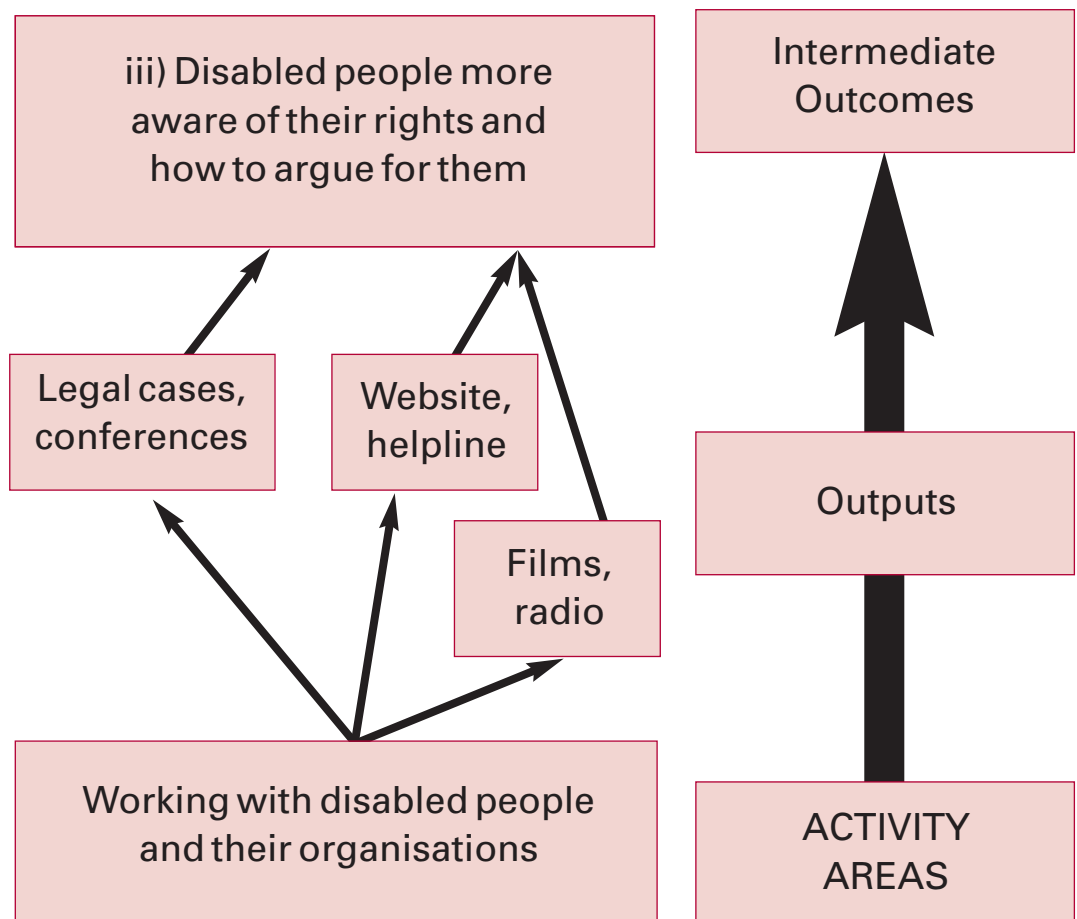 iii) Disabled people more
aware of their rights and
how to argue for them
Intermediate
Outcomes
Legal cases,
conferences
Website,
helpline
Films,
radio
Outputs
Working with disabled people
and their organisations
ACTIVITY
AREAS